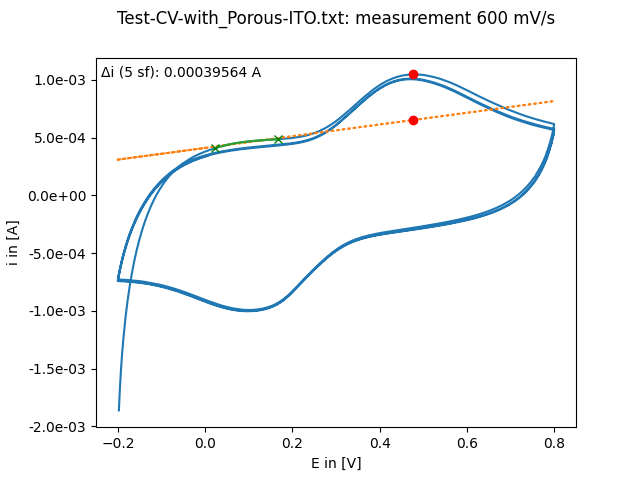 Test-CV-with_Porous-ITO.txt: measurement 600 mV/s
Δi (5 sf): 0.00039564 A
1.0e-03
5.0e-04
0.0e+00
-5.0e-04
-1.0e-03
-1.5e-03
-2.0e-03
i in [A]
−0.2 0.0 0.2 0.4 0.6 0.8
E in [V]